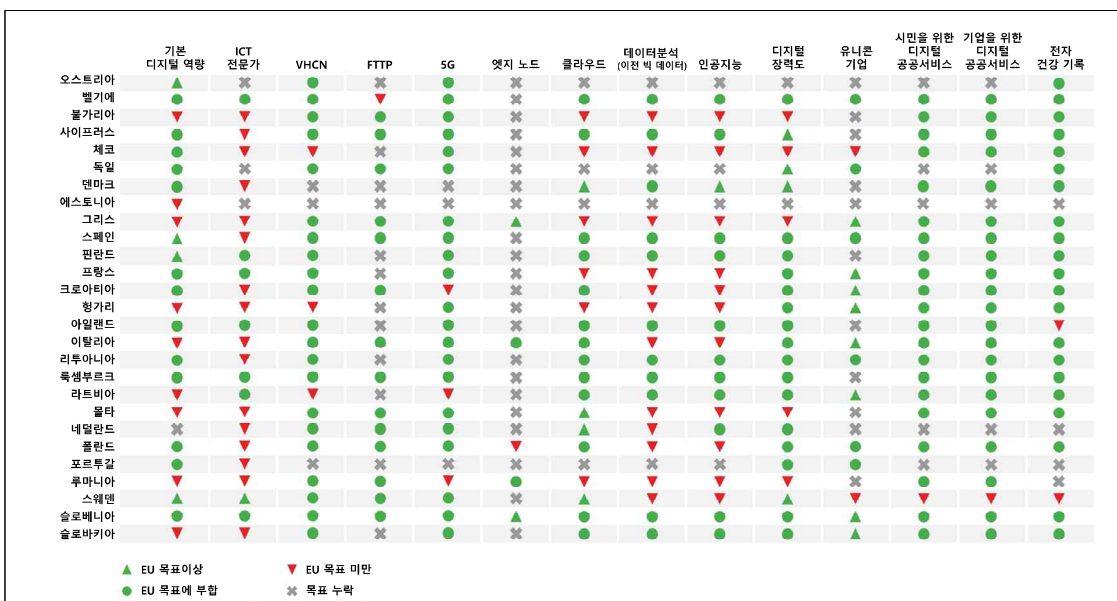 기본 디지털 역량
ICT 전문가
VHCN
FTTP
5G
엣지 노드
클라우드
데이터분석 (이전 빅 데이터)
인공지능
디지털 장력도
유니콘 기업
시민을 위한 디지털 공공서비스
기업을 위한 디지털 공공서비스
전자 건강 기록
오스트리아
벨기에
불가리아
사이프러스
체코
독일
덴마크
에스토니아
그리스
스페인
핀란드
프랑스
크로아티아
헝가리
아일랜드
이탈리아
리투아니아
룩셈부르크
라트비아
몰타
네덜란드
폴란드
포르투갈
루마니아
스웨덴
슬로베니아
슬로바키아
EU 목표이상
EU 목표 미만
EU 목표에 부합
목표 누락